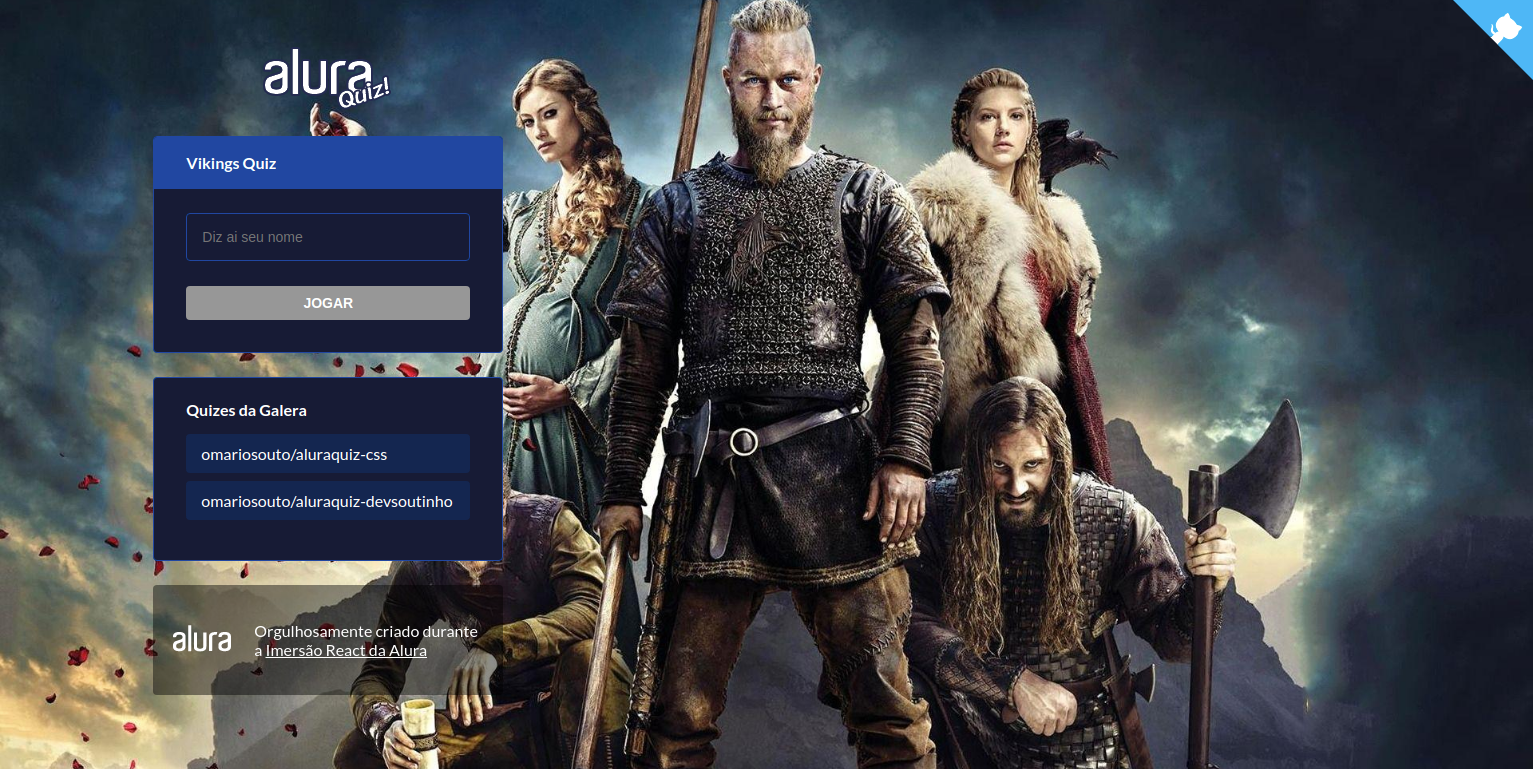 alura
Quiz!
Vikings Quiz
Diz ai seu nome
JOGAR
Quizes da Galera
omariosouto/aluraquiz-css
omariosouto/aluraquiz-devsoutinho
alura
Orgulhosamente criado durante
a Imersão React da Alura